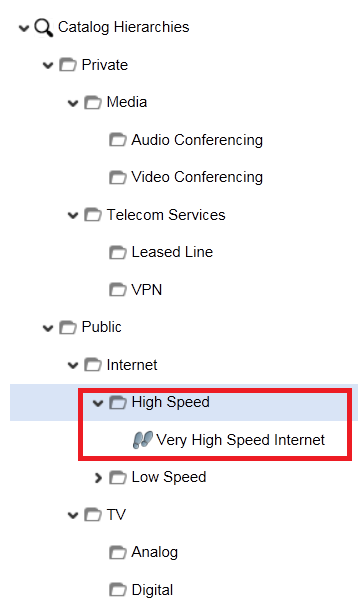 Catalog Hierarchies
Private
Media
Audio Conferencing
Video Conferencing
Telecom Services
Leased Line
VPN
Public
Internet
High Speed
Very High Speed Internet
Low Speed
TV
Analog
Digital